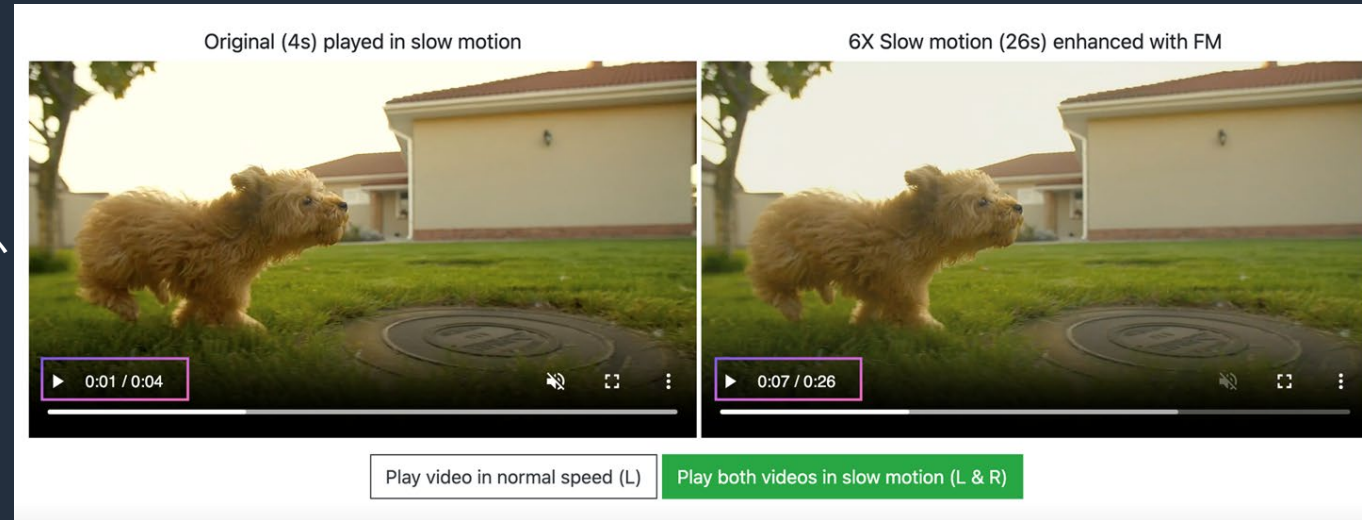 Original (4s) played in slow motion
6X Slow motion (26s) enhanced with FM
0:01 / 0:04
0:07 / 0:26
Play video in normal speed (L)
Play both videos in slow motion (L & R)